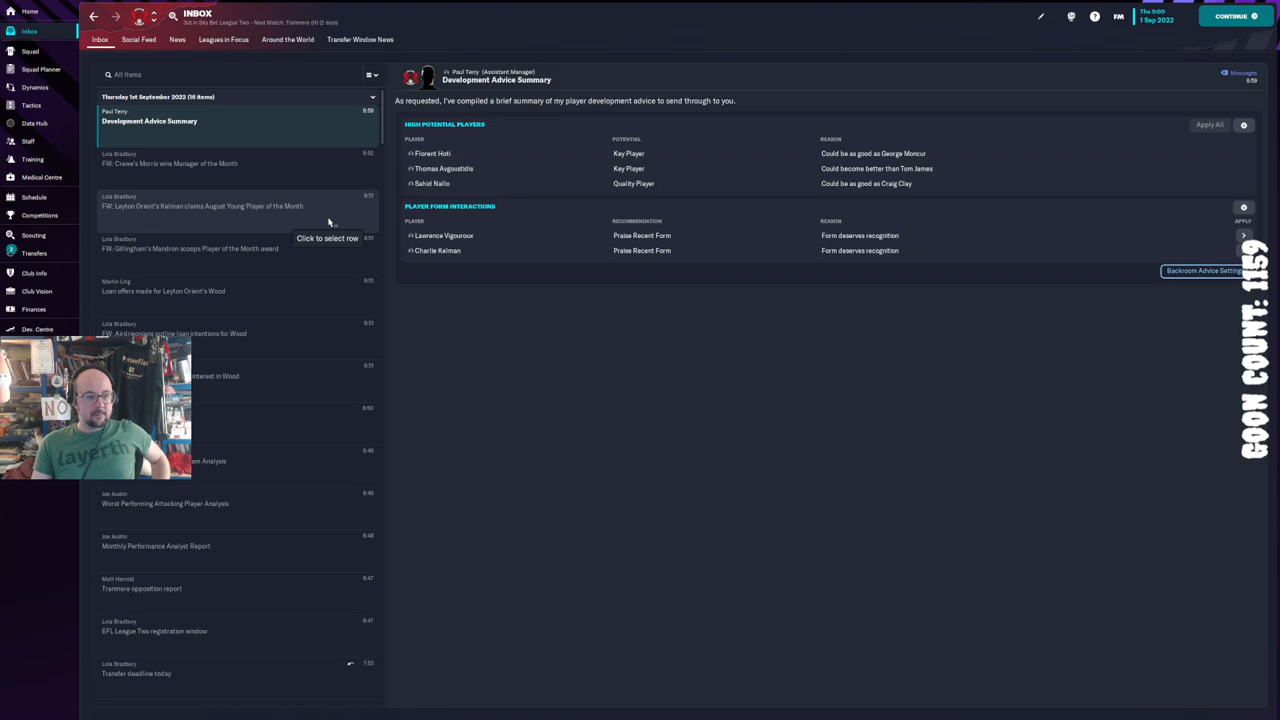 Home
Inbox
Squad
Squad Planner
Dynamics
Tactics
Data Hub
Staff
Training
Medical Centre
Schedule
Competitions
Scouting
Transfers
Club Info
Club Vision
Finances
Dev. Centre
INBOX
3rd in Sky Bet League Two - Next Match: Tranmere (H) (2 days)
FM
Thu 9:00
1 Sep 2022
CONTINUE
Inbox
Social Feed
News
Leagues in Focus
Around the World
Transfer Window News
All Items
Thursday 1st September 2022 (16 items)
Paul Terry
8:59
Development Advice Summary
Lola Bradbury
8:52
FW: Crewe's Morris wins Manager of the Month
Lola Bradbury
8:51
FW: Leyton Orient's Kelman claims August Young Player of the Month
Click to select row
Lola Bradbury
8:51
FW: Gillingham's Mandron scoops Player of the Month award
Martin Ling
8:51
Loan offers made for Leyton Orient's Wood
Lola Bradbury
8:51
FW: Airdrieonians outline loan intentions for Wood
8:51
interest in Wood
8:50
8:48
am Analysis
Joe Austin
8:48
Worst Performing Attacking Player Analysis
Joe Austin
8:48
Monthly Performance Analyst Report
Matt Harrold
8:47
Tranmere opposition report
Lola Bradbury
8:47
EFL League Two registration window
Lola Bradbury
7:53
Transfer deadline today
Paul Terry (Assistant Manager)
Development Advice Summary
Messages
8:59
As requested, I've compiled a brief summary of my player development advice to send through to you.
HIGH POTENTIAL PLAYERS
Apply All
PLAYER POTENTIAL REASON
Florent Hoti Key Player Could be as good as George Moncur
Thomas Avgoustidis Key Player Could become better than Tom James
Sahid Nallo Quality Player Could be as good as Craig Clay
PLAYER FORM INTERACTIONS
PLAYER RECOMMENDATION REASON APPLY
Lawrence Vigouroux Praise Recent Form Form deserves recognition
Charlie Kelman Praise Recent Form Form deserves recognition
Backroom Advice Setting
GOON COUNT: 1159
NO
layerth